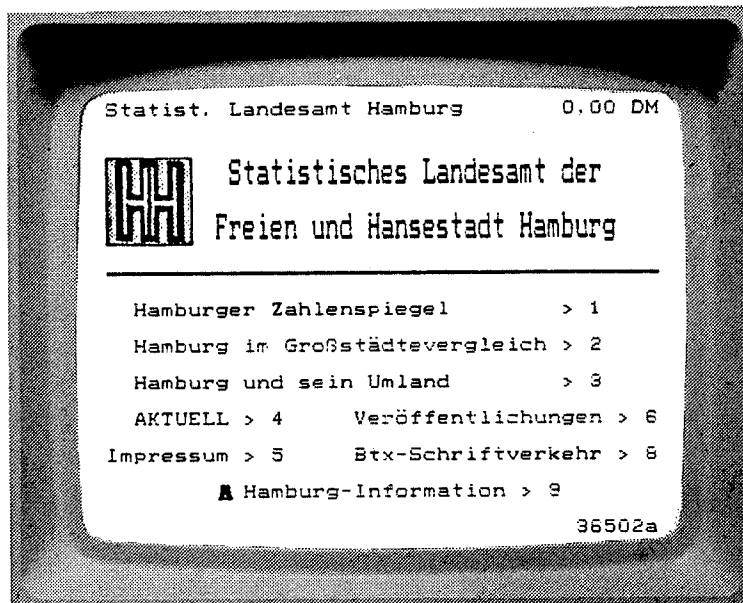 Statist. Landesamt Hamburg 0,00 DM
HH Statistisches Landesamt der
Freien und Hansestadt Hamburg
Hamburger Zahlenspiegel > 1
Hamburg im Großstädtevergleich > 2
Hamburg und sein Umland > 3
AKTUELL > 4 Veröffentlichungen > 6
Impressum > 5 Btx-Schriftverkehr > 8
Hamburg-Information > 9
36502a